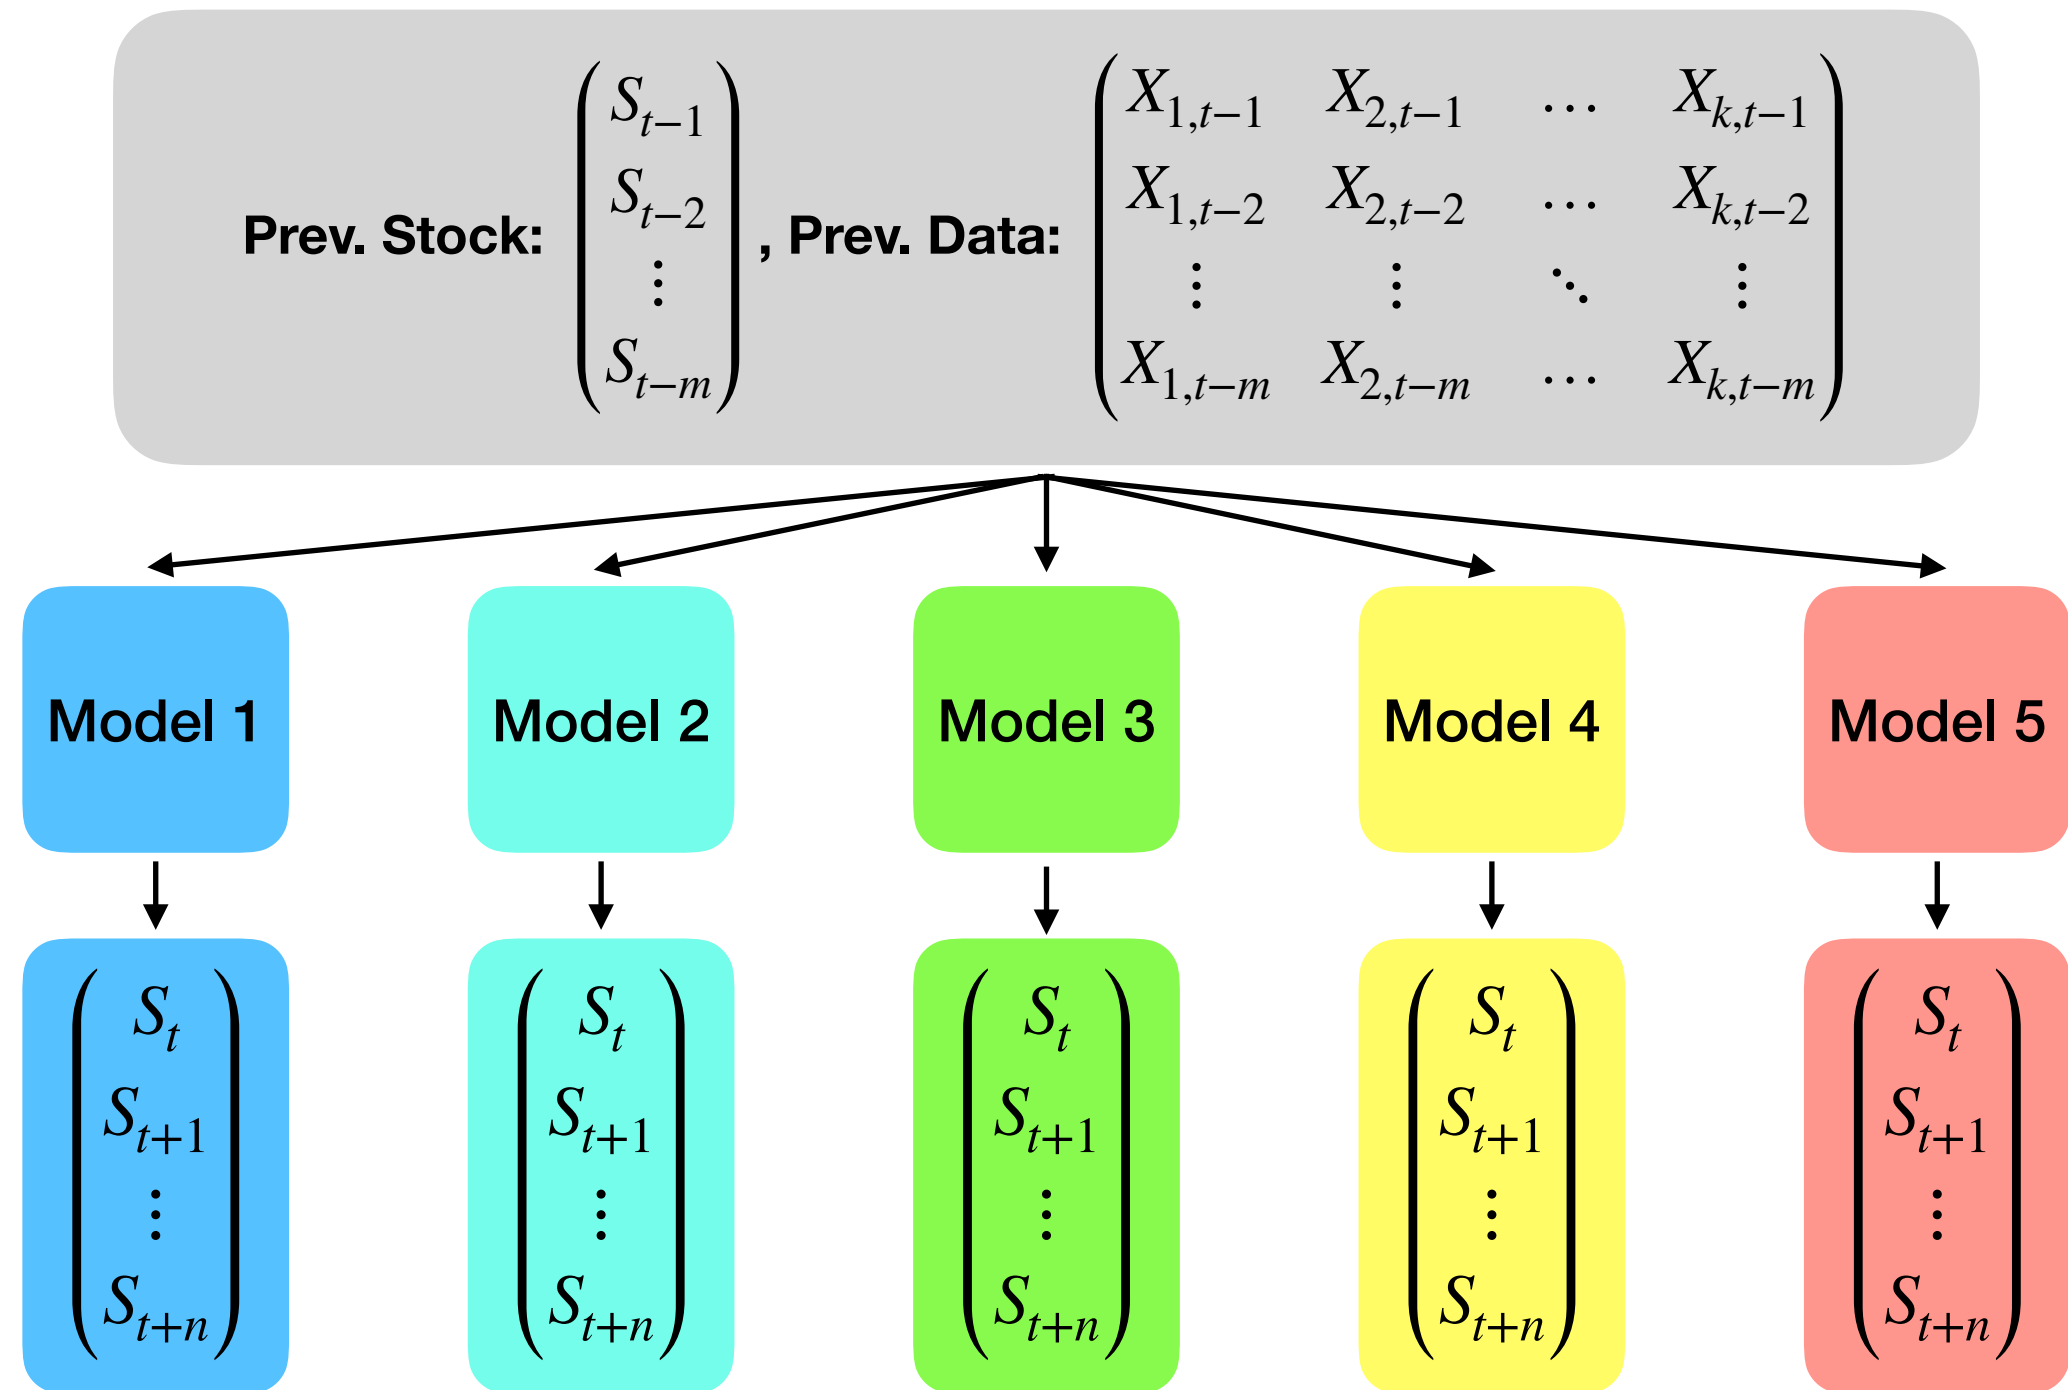 Prev. Stock: (S_{t−1} S_{t−2} ⋮ S_{t−m}), Prev. Data: (X_{1,t−1} X_{2,t−1} … X_{k,t−1}
X_{1,t−2} X_{2,t−2} … X_{k,t−2}
⋮ ⋮ ⋱ ⋮
X_{1,t−m} X_{2,t−m} … X_{k,t−m})
Model 1 Model 2 Model 3 Model 4 Model 5
(S_t (S_t (S_t (S_t (S_t
S_{t+1} S_{t+1} S_{t+1} S_{t+1} S_{t+1}
⋮ ⋮ ⋮ ⋮ ⋮
S_{t+n}) S_{t+n}) S_{t+n}) S_{t+n}) S_{t+n})